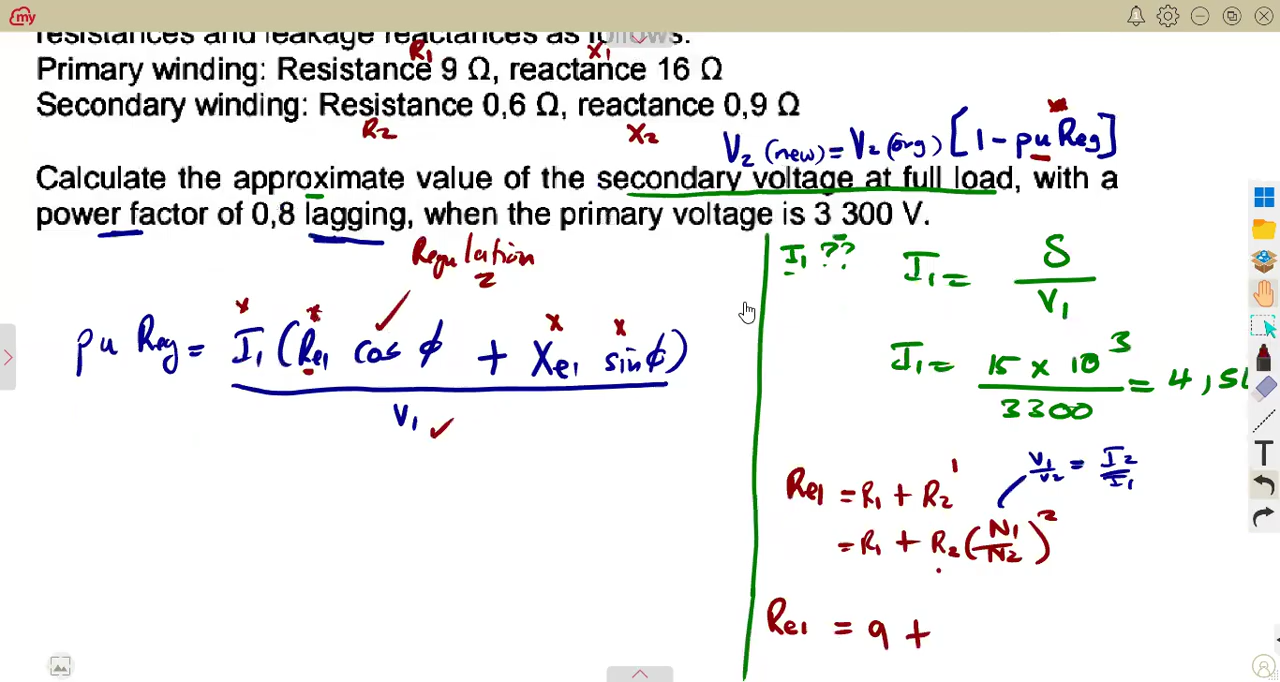 my
resistances and leakage reactances as follows:
R1 X1
Primary winding: Resistance 9 Ω, reactance 16 Ω
Secondary winding: Resistance 0,6 Ω, reactance 0,9 Ω
R2 X2
V2 (new) = V2 (org) [1 - pu Reg]
Calculate the approximate value of the secondary voltage at full load, with a
power factor of 0,8 lagging, when the primary voltage is 3 300 V.
Regulation
pu Reg = I1 (Re1 cos ϕ + Xe1 sin ϕ)
V1
I1 ??
I1 = S
V1
I1 = 15 x 10³ = 4,5
3300
Re1 = R1 + R2'
V1/V2 = I2/I1
= R1 + R2 (N1/N2)²
Re1 = 9 +
T